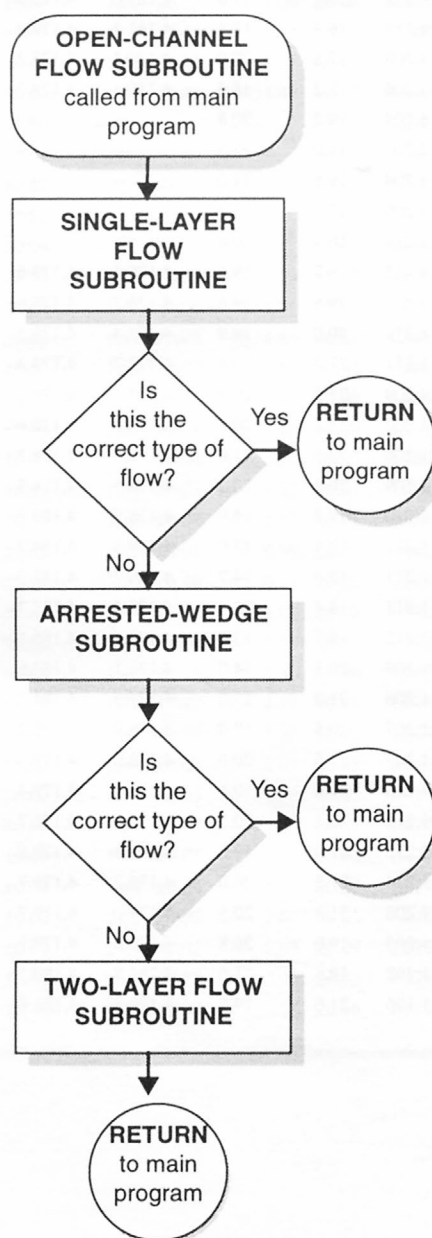 OPEN-CHANNEL
FLOW SUBROUTINE
called from main
program
SINGLE-LAYER
FLOW
SUBROUTINE
Is
this the
correct type of
flow?
Yes
RETURN
to main
program
No
ARRESTED-WEDGE
SUBROUTINE
Is
this the
correct type of
flow?
Yes
RETURN
to main
program
No
TWO-LAYER FLOW
SUBROUTINE
RETURN
to main
program